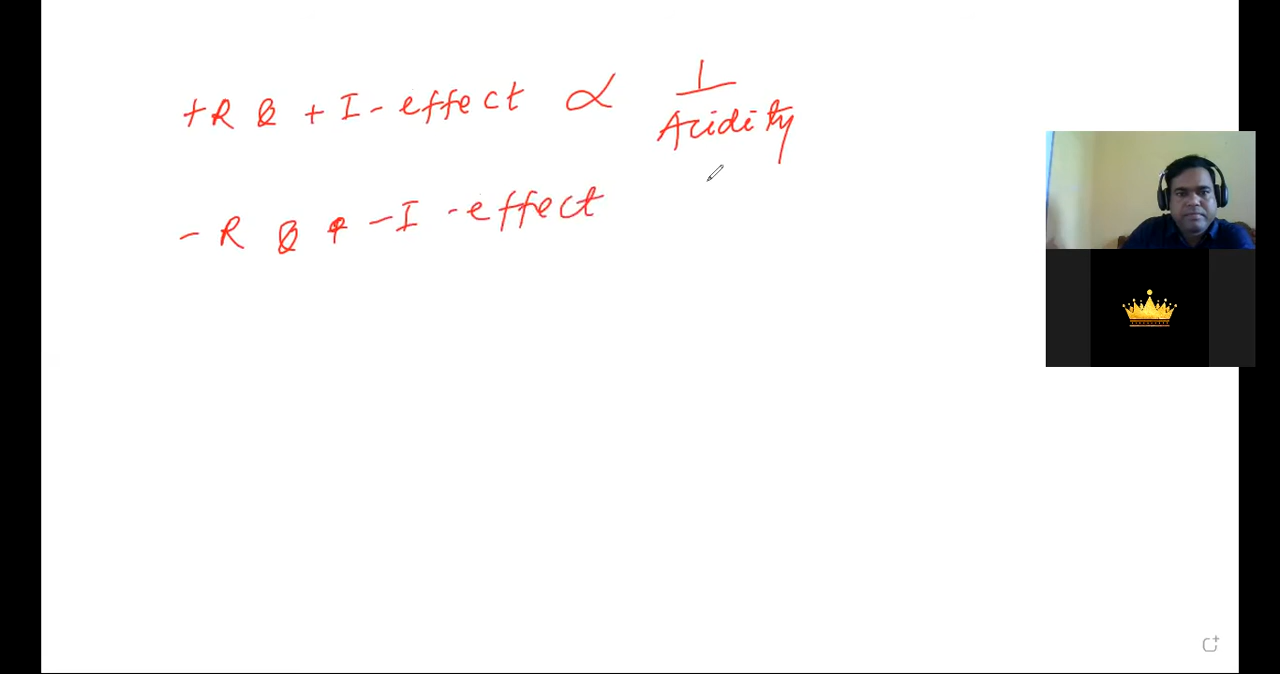 +R & + I - effect ∝ 1/Acidity
- R & - I - effect